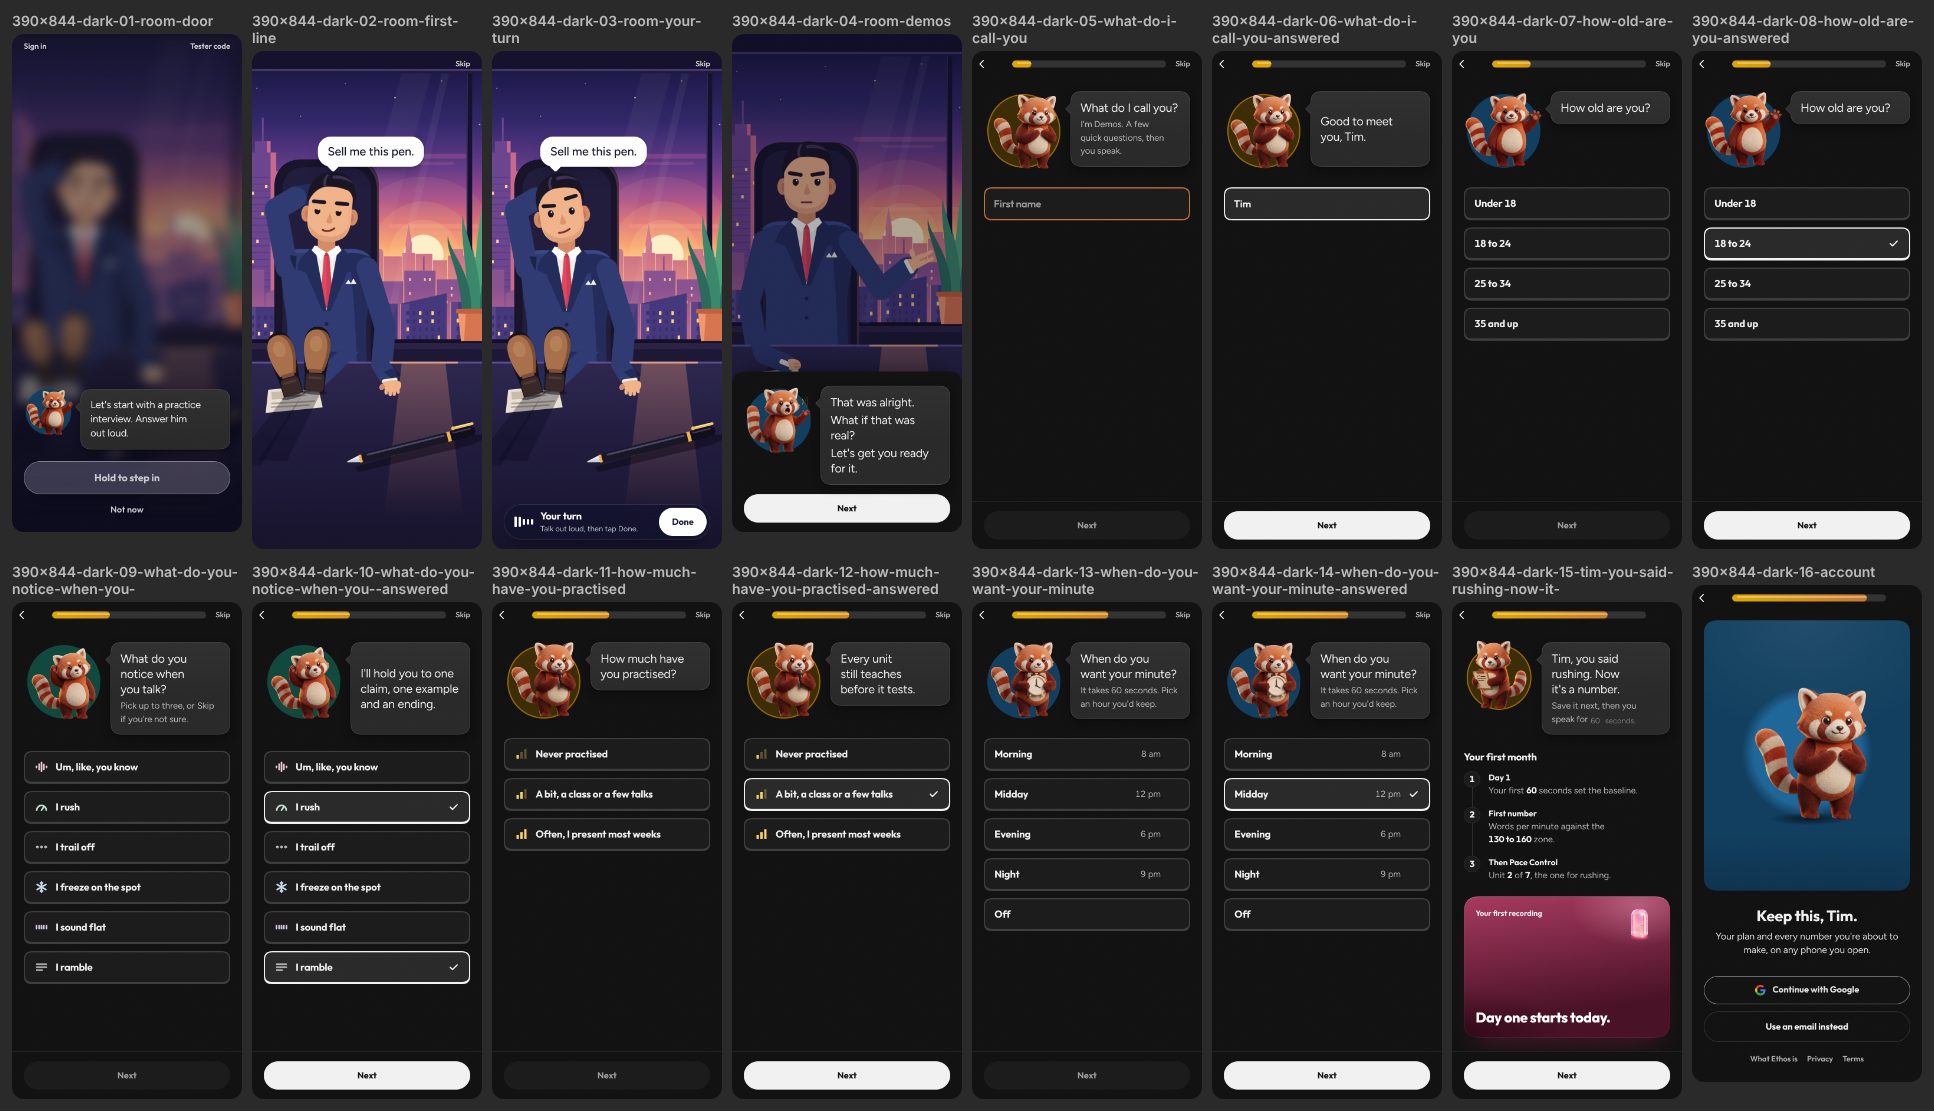 390×844-dark-01-room-door
Sign in
Tester code
Let's start with a practice
interview. Answer him
out loud.
Hold to step in
Not now
390×844-dark-02-room-first-
line
Skip
Sell me this pen.
390×844-dark-03-room-your-
turn
Skip
Sell me this pen.
Your turn
Talk out loud, then tap Done.
Done
390×844-dark-04-room-demos
That was alright.
What if that was
real?
Let's get you ready
for it.
Next
390×844-dark-05-what-do-i-
call-you
Skip
What do I call you?
I'm Demos. A few
quick questions, then
you speak.
First name
Next
390×844-dark-06-what-do-i-
call-you-answered
Skip
Good to meet
you, Tim.
Tim
Next
390×844-dark-07-how-old-are-
you
Skip
How old are you?
Under 18
18 to 24
25 to 34
35 and up
Next
390×844-dark-08-how-old-are-
you-answered
Skip
How old are you?
Under 18
18 to 24
25 to 34
35 and up
Next
390×844-dark-09-what-do-you-
notice-when-you-
Skip
What do you
notice when
you talk?
Pick up to three, or Skip
if you're not sure.
Um, like, you know
I rush
I trail off
I freeze on the spot
I sound flat
I ramble
Next
390×844-dark-10-what-do-you-
notice-when-you--answered
Skip
I'll hold you to one
claim, one example
and an ending.
Um, like, you know
I rush
I trail off
I freeze on the spot
I sound flat
I ramble
Next
390×844-dark-11-how-much-
have-you-practised
Skip
How much have
you practised?
Never practised
A bit, a class or a few talks
Often, I present most weeks
Next
390×844-dark-12-how-much-
have-you-practised-answered
Skip
Every unit
still teaches
before it tests.
Never practised
A bit, a class or a few talks
Often, I present most weeks
Next
390×844-dark-13-when-do-you-
want-your-minute
Skip
When do you
want your minute?
It takes 60 seconds. Pick
an hour you'd keep.
Morning 8 am
Midday 12 pm
Evening 6 pm
Night 9 pm
Off
Next
390×844-dark-14-when-do-you-
want-your-minute-answered
Skip
When do you
want your minute?
It takes 60 seconds. Pick
an hour you'd keep.
Morning 8 am
Midday 12 pm
Evening 6 pm
Night 9 pm
Off
Next
390×844-dark-15-tim-you-said-
rushing-now-it-
Tim, you said
rushing. Now
it's a number.
Save it next, then you
speak for 60 seconds.
Your first month
1 Day 1
Your first 60 seconds set the baseline.
2 First number
Words per minute against the
130 to 160 zone.
3 Then Pace Control
Unit 2 of 7, the one for rushing.
Your first recording
Day one starts today.
Next
390×844-dark-16-account
Keep this, Tim.
Your plan and every number you're about to
make, on any phone you open.
Continue with Google
Use an email instead
What Ethos is Privacy Terms